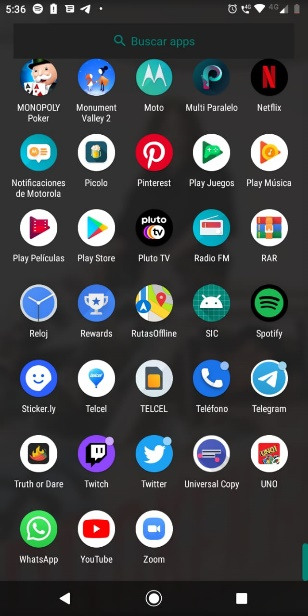 5:36
4G
Buscar apps
MONOPOLY Poker
Monument Valley 2
Moto
Multi Paralelo
Netflix
Notificaciones de Motorola
Picolo
Pinterest
Play Juegos
Play Música
Play Películas
Play Store
pluto tv
Pluto TV
Radio FM
RAR
Reloj
Rewards
RutasOffline
SIC
Spotify
Sticker.ly
telcel
Telcel
TELCEL
Teléfono
Telegram
Truth or Dare
Twitch
Twitter
Universal Copy
UNO
UNO
WhatsApp
YouTube
Zoom